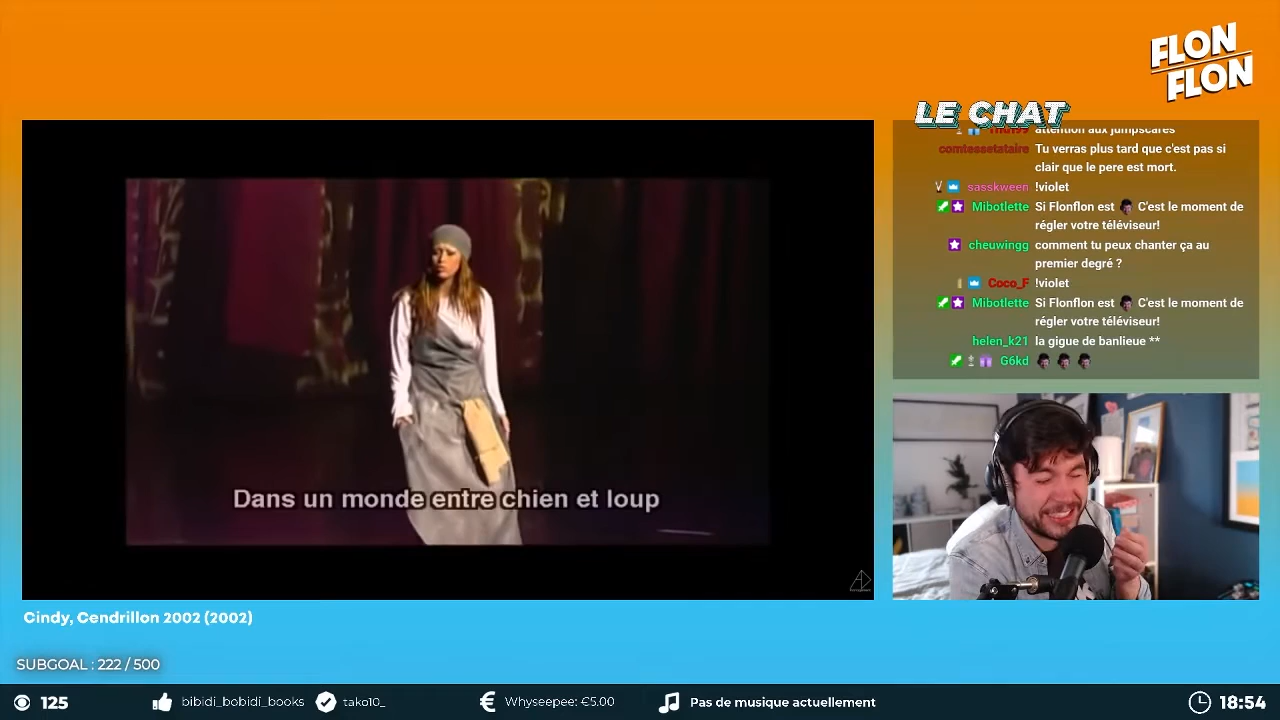 FLON
FLON
LE CHAT
attention aux jumpscares
comtessetataire Tu verras plus tard que c'est pas si
clair que le pere est mort.
sasskween !violet
Mibotlette Si Flonflon est C'est le moment de
régler votre téléviseur!
cheuwingg comment tu peux chanter ça au
premier degré ?
Coco_F !violet
Mibotlette Si Flonflon est C'est le moment de
régler votre téléviseur!
helen_k21 la gigue de banlieue **
G6kd
Dans un monde entre chien et loup
Cindy, Cendrillon 2002 (2002)
SUBGOAL : 222 / 500
125 bibidi_bobidi_books tako10_ € Whyseepee: €5.00 Pas de musique actuellement 18:54